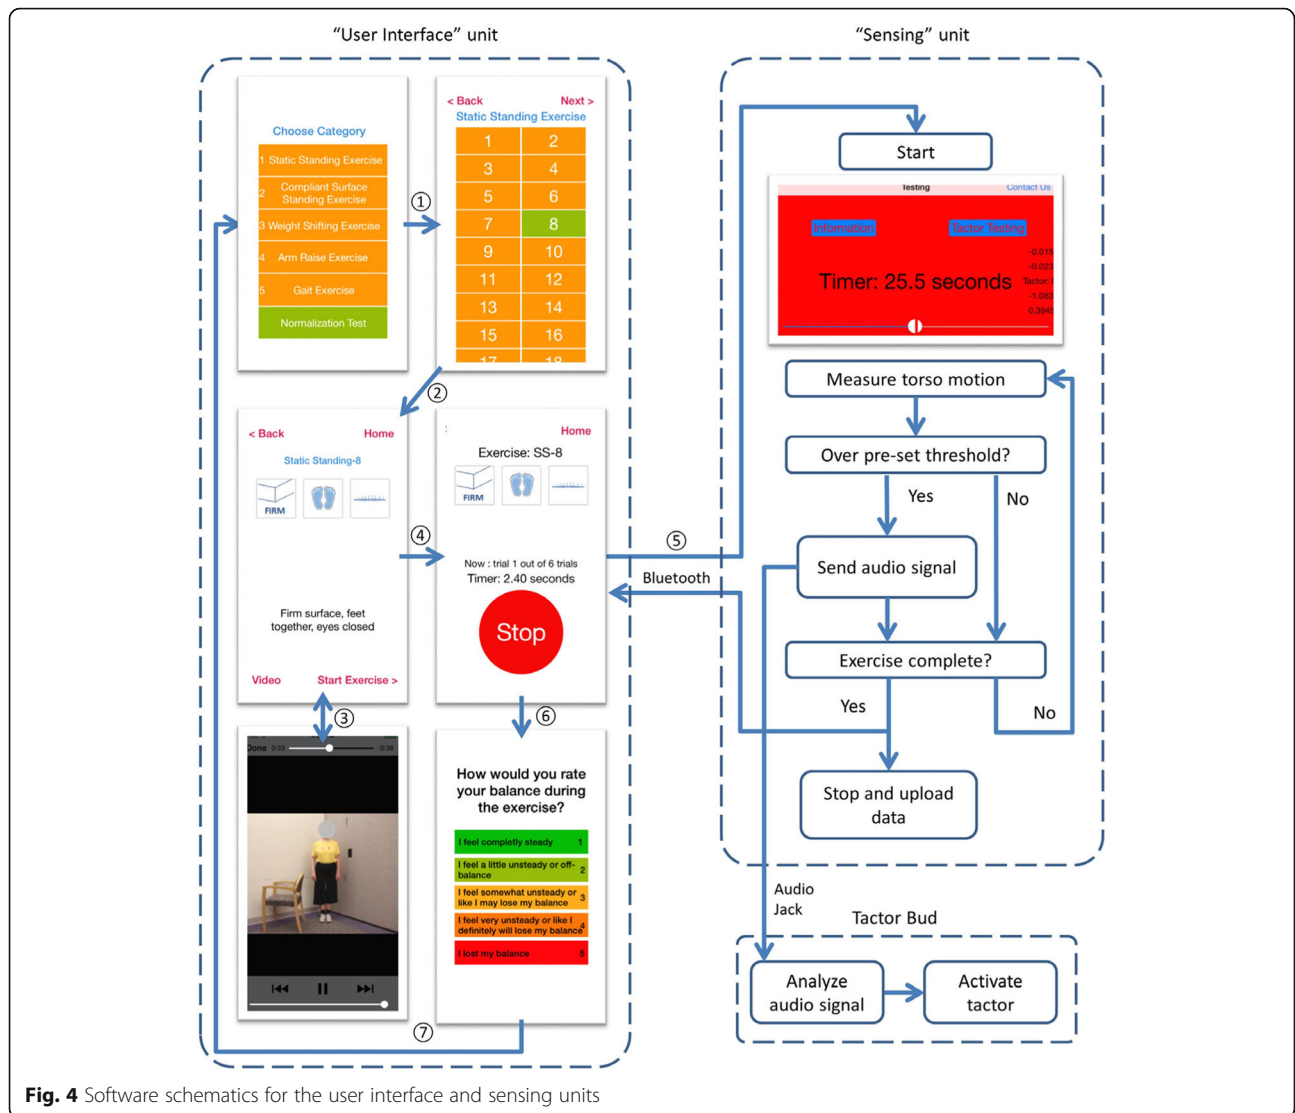 "User Interface" unit
"Sensing" unit
Choose Category
1 Static Standing Exercise
2 Compliant Surface
Standing Exercise
3 Weight Shifting Exercise
4 Arm Raise Exercise
5 Gait Exercise
Normalization Test
①
< Back Next >
Static Standing Exercise
1 2
3 4
5 6
7 8
9 10
11 12
13 14
15 16
17 18
②
< Back Home
Static Standing-8
FIRM
Firm surface, feet
together, eyes closed
Video Start Exercise >
③
Done 0:33 -0:36
④
Home
Exercise: SS-8
FIRM
Now : trial 1 out of 6 trials
Timer: 2.40 seconds
Stop
⑤
Bluetooth
⑥
How would you rate
your balance during
the exercise?
I feel completly steady 1
I feel a little unsteady or off-
balance 2
I feel somewhat unsteady or
like I may lose my balance 3
I feel very unsteady or like I
definitely will lose my balance 4
I lost my balance 5
⑦
Start
Testing Contact Us
Information Tactor Testing
-0.015
-0.023
Timer: 25.5 seconds
Tactor:
-1.083
0.3945
Measure torso motion
Over pre-set threshold?
Yes No
Send audio signal
Exercise complete?
Yes No
Stop and upload
data
Audio
Jack
Tactor Bud
Analyze
audio signal
Activate
tactor
Fig. 4 Software schematics for the user interface and sensing units